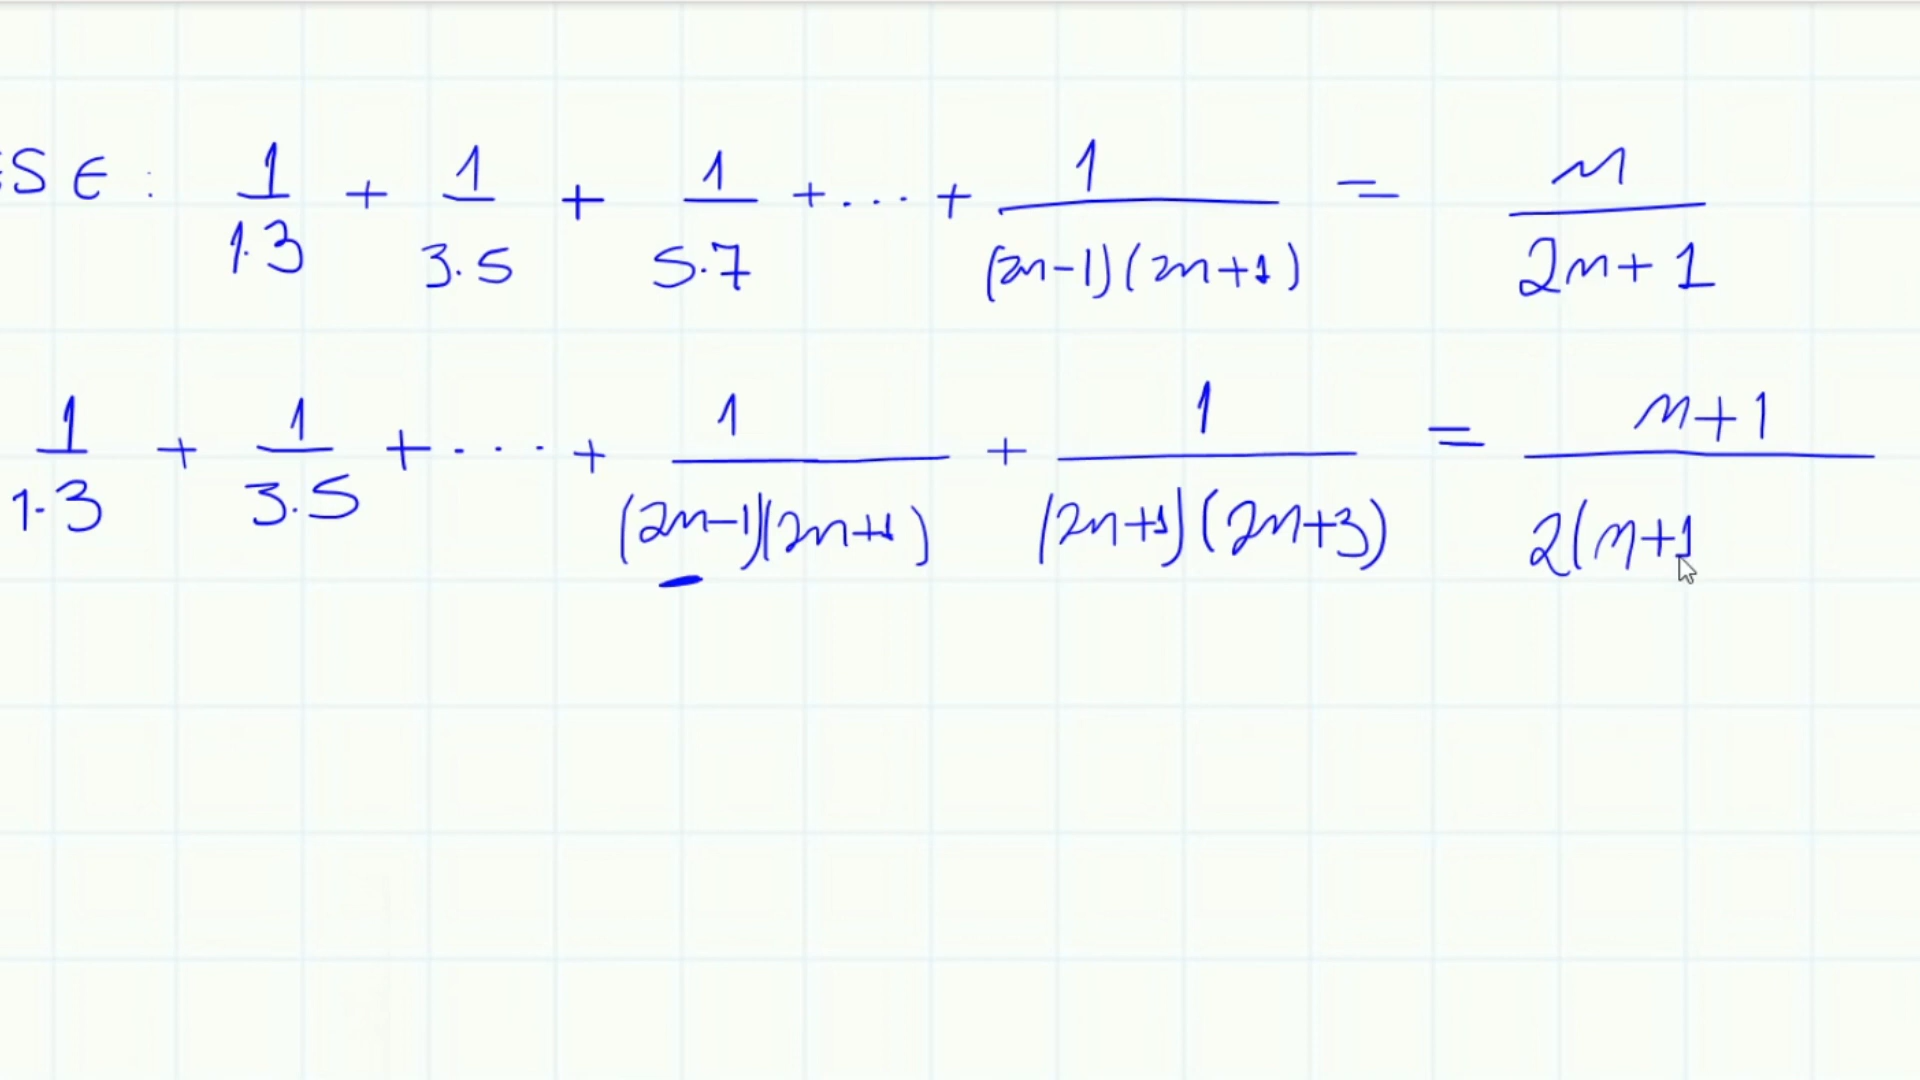 SE: 1/1.3 + 1/3.5 + 1/5.7 + ... + 1/(2n-1)(2n+1) = n/2n+1
1/1.3 + 1/3.5 + ... + 1/(2n-1)(2n+1) + 1/(2n+1)(2n+3) = n+1/2(n+1